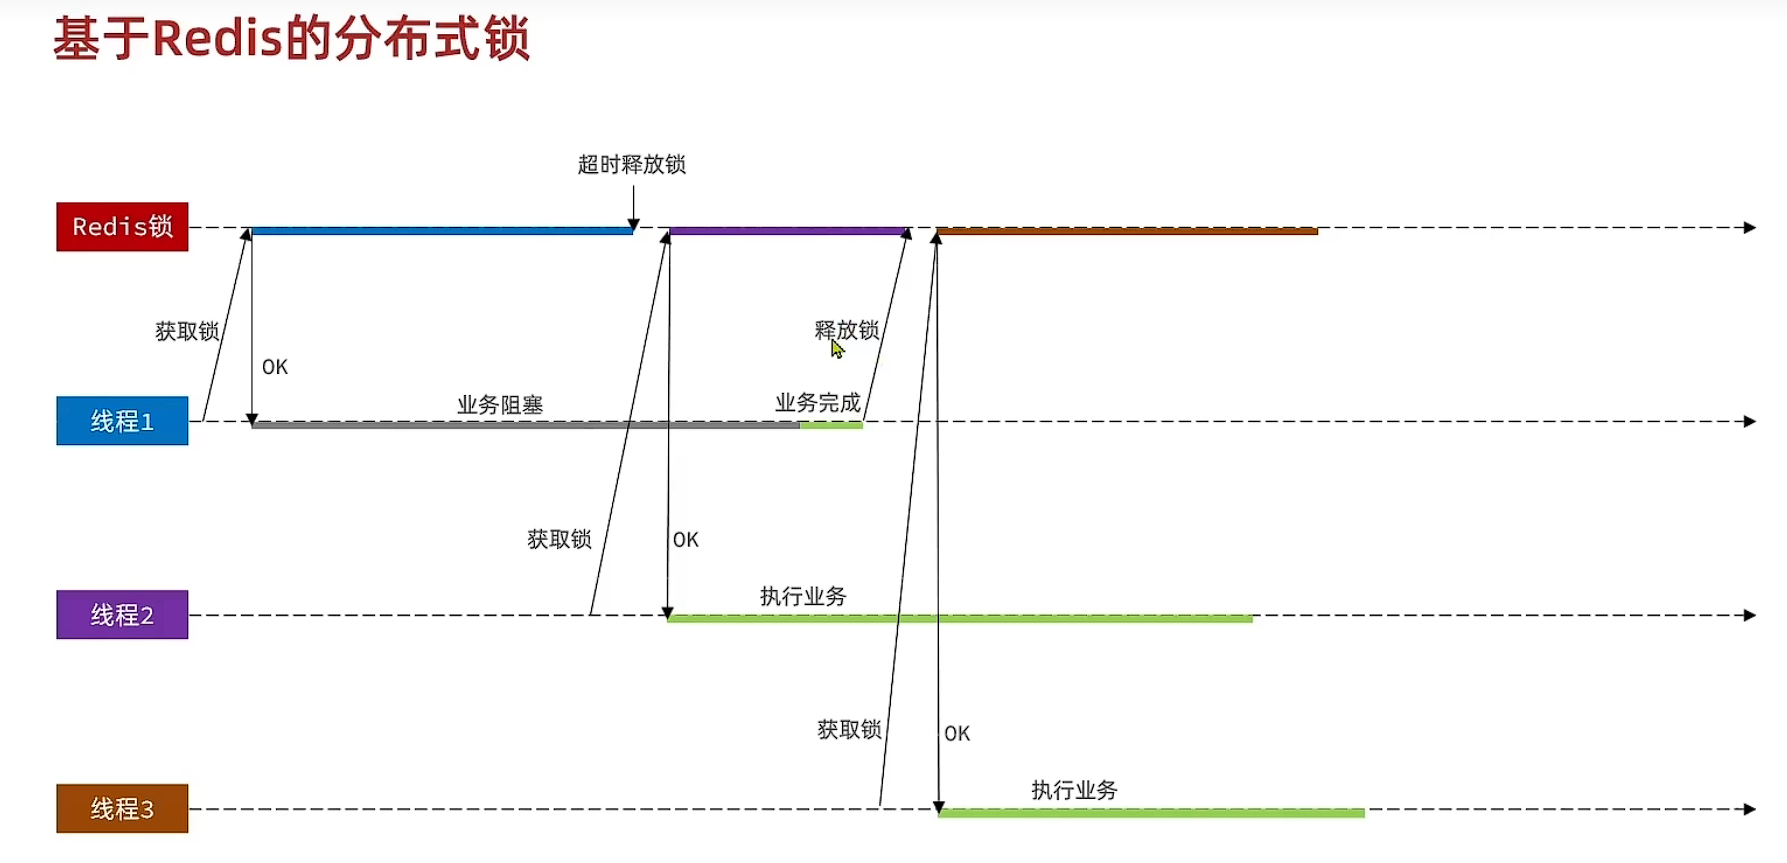 基于Redis的分布式锁
超时释放锁
Redis锁
获取锁
释放锁
OK
业务阻塞
业务完成
线程1
获取锁
OK
执行业务
线程2
获取锁
OK
执行业务
线程3